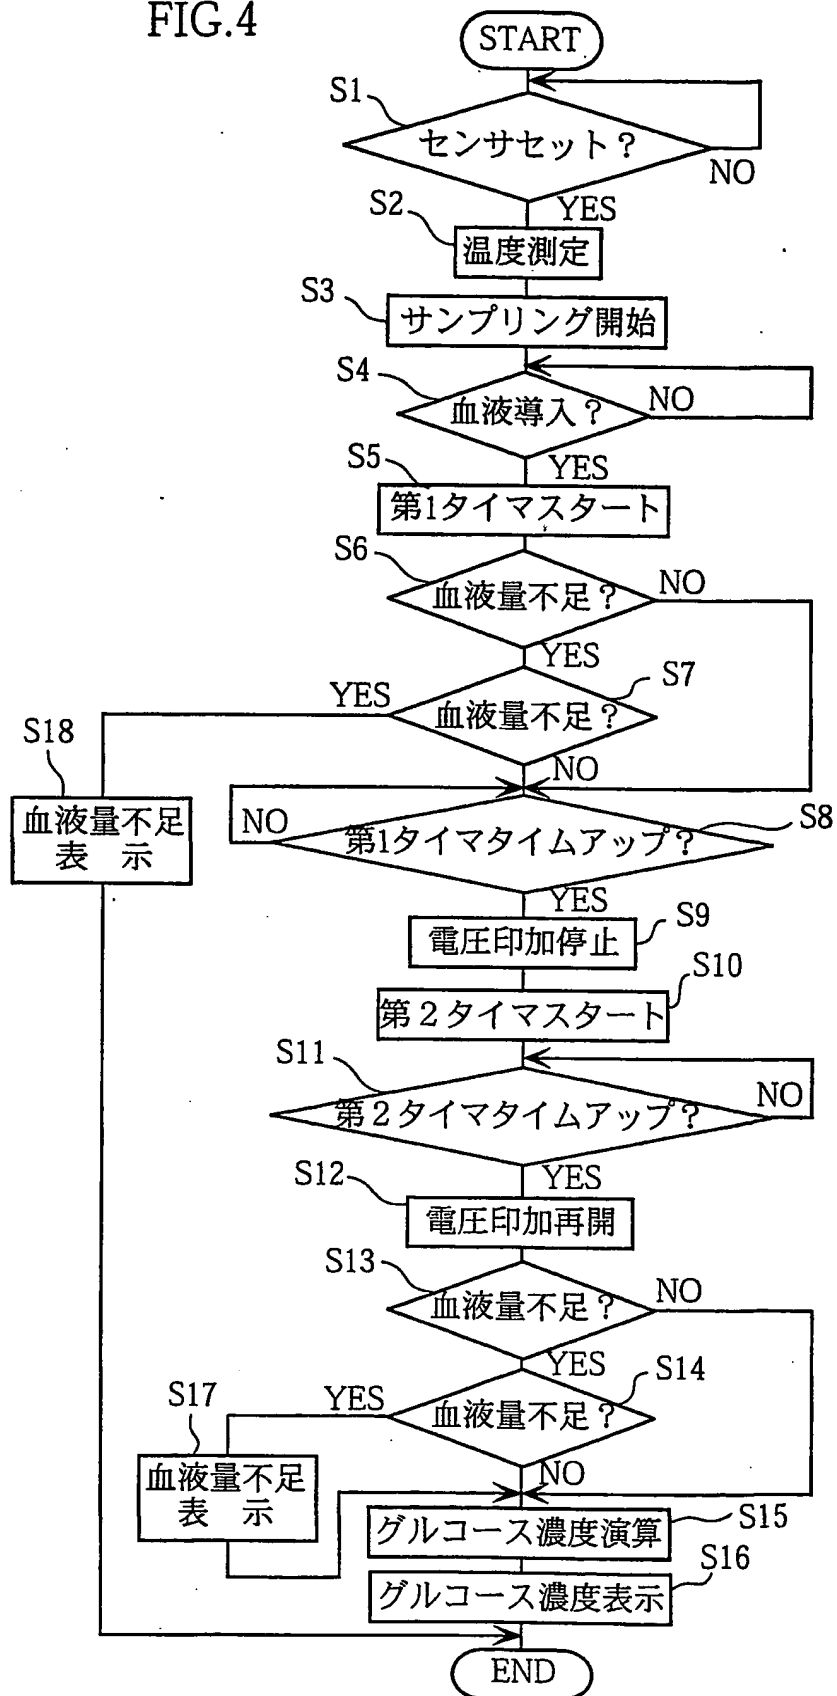 FIG.4
START
S1
センサセット?
NO
YES
S2
温度測定
S3
サンプリング開始
S4
血液導入?
NO
YES
S5
第1タイマスタート
S6
血液量不足?
NO
YES
S7
YES
血液量不足?
NO
S18
血液量不足
表 示
S8
NO
第1タイマタイムアップ?
YES
S9
電圧印加停止
S10
第2タイマスタート
S11
第2タイマタイムアップ?
NO
YES
S12
電圧印加再開
S13
血液量不足?
NO
YES
S14
YES
血液量不足?
NO
S17
血液量不足
表 示
S15
グルコース濃度演算
S16
グルコース濃度表示
END